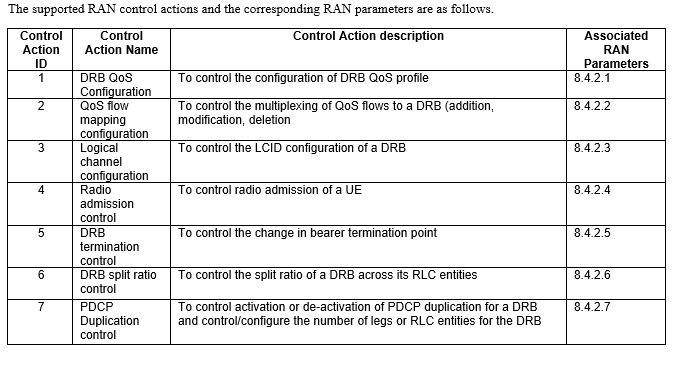 The supported RAN control actions and the corresponding RAN parameters are as follows.
Control Action ID | Control Action Name | Control Action description | Associated RAN Parameters
1 | DRB QoS Configuration | To control the configuration of DRB QoS profile | 8.4.2.1
2 | QoS flow mapping configuration | To control the multiplexing of QoS flows to a DRB (addition, modification, deletion | 8.4.2.2
3 | Logical channel configuration | To control the LCID configuration of a DRB | 8.4.2.3
4 | Radio admission control | To control radio admission of a UE | 8.4.2.4
5 | DRB termination control | To control the change in bearer termination point | 8.4.2.5
6 | DRB split ratio control | To control the split ratio of a DRB across its RLC entities | 8.4.2.6
7 | PDCP Duplication control | To control activation or de-activation of PDCP duplication for a DRB and control/configure the number of legs or RLC entities for the DRB | 8.4.2.7